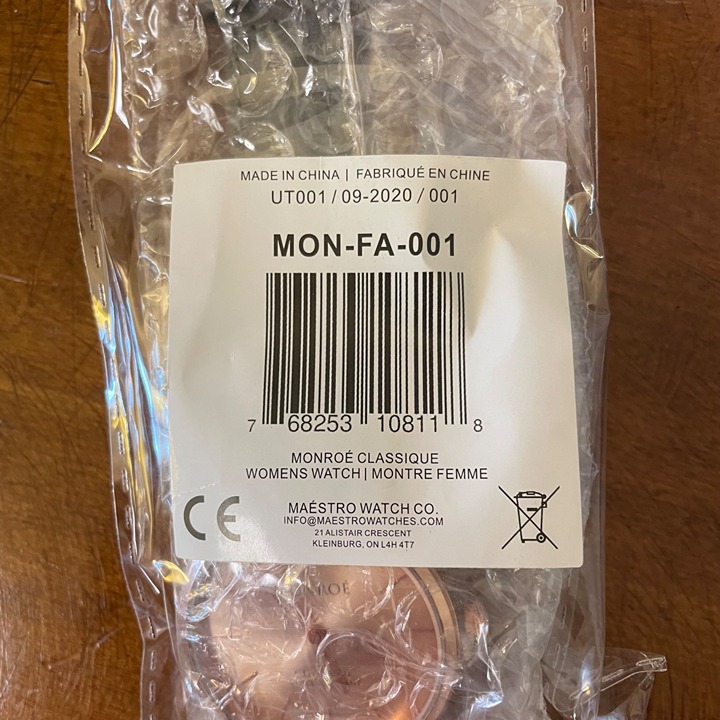 MADE IN CHINA | FABRIQUÉ EN CHINE
UT001 / 09-2020 / 001
MON-FA-001
7 68253 10811 8
MONROÉ CLASSIQUE
WOMENS WATCH | MONTRE FEMME
CE
MAÉSTRO WATCH CO.
INFO@MAESTROWATCHES.COM
21 ALISTAIR CRESCENT
KLEINBURG, ON L4H 4T7